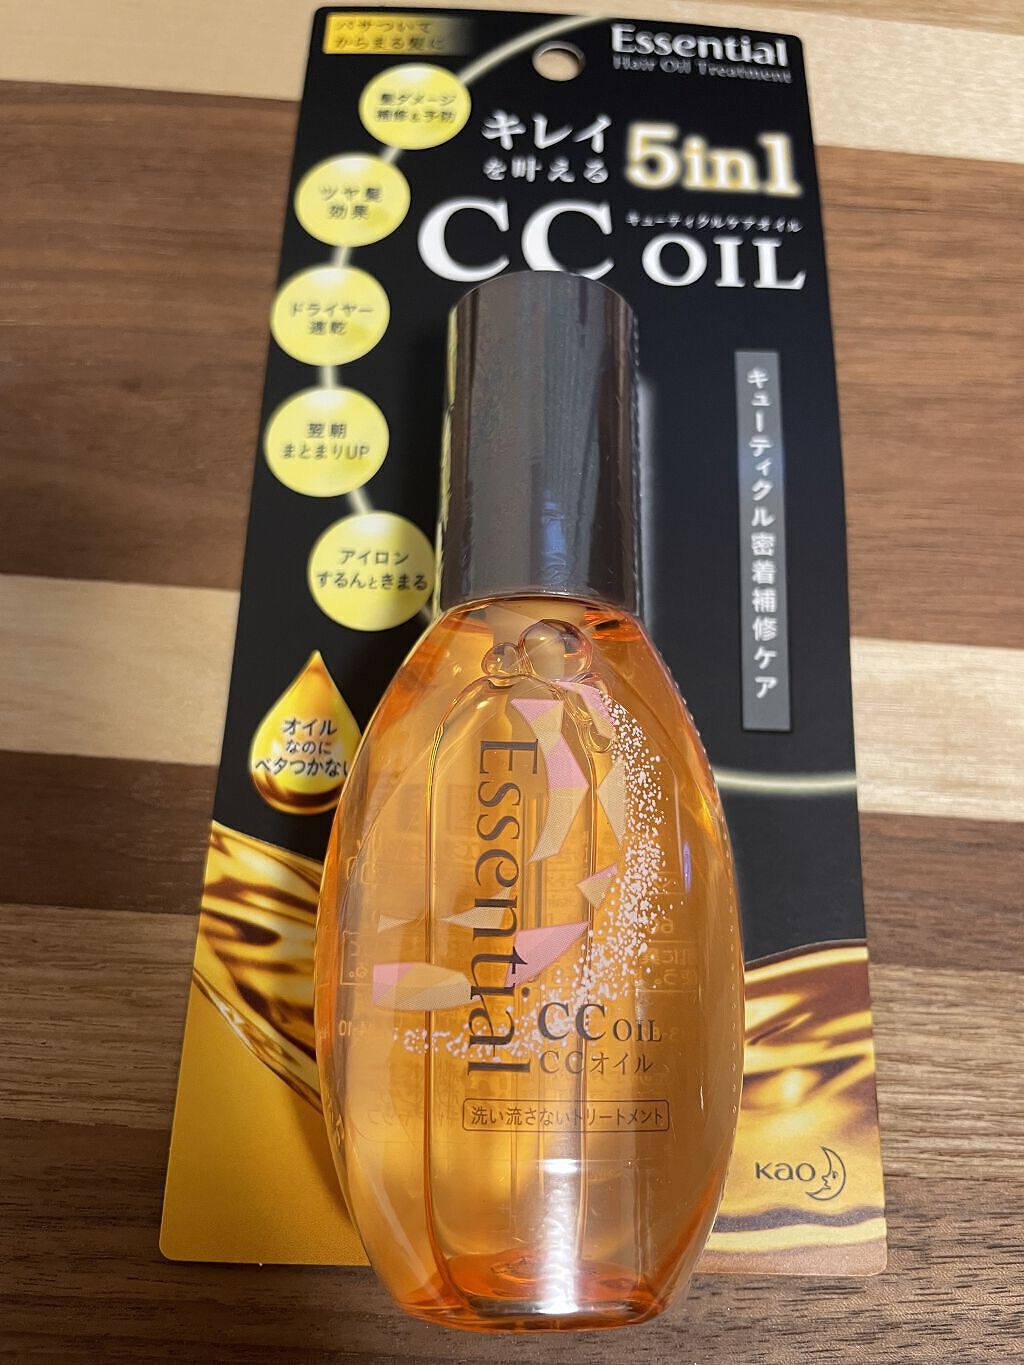 パサついて
からまる髪に
Essential
Hair Oil Treatment
髪ダメージ
補修&予防
キレイ
を叶える
5in1
ツヤ髪
効果
キューティクルケアオイル
CC OIL
ドライヤー
速乾
翌朝
まとまりUP
アイロン
するんときまる
キューティクル密着補修ケア
オイル
なのに
ベタつかない
Essential
CC OIL
CCオイル
洗い流さないトリートメント
Kao